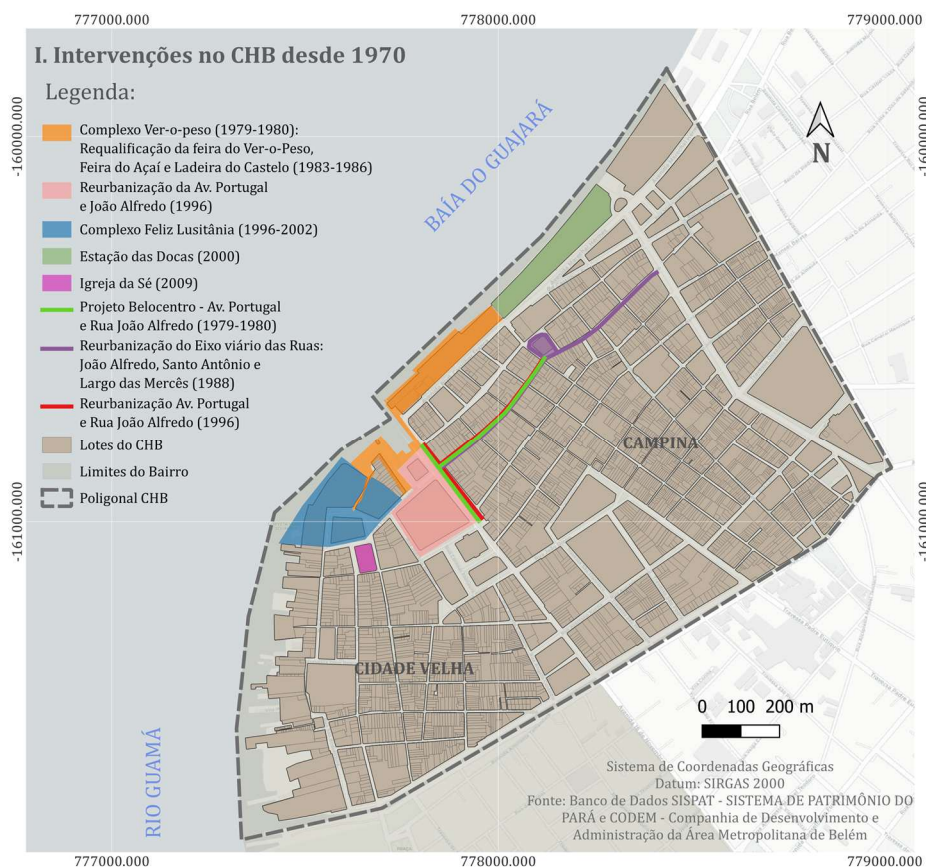 777000.000
778000.000
779000.000
I. Intervenções no CHB desde 1970
Legenda:
Complexo Ver-o-peso (1979-1980):
Requalificação da feira do Ver-o-Peso,
Feira do Açaí e Ladeira do Castelo (1983-1986)
Reurbanização da Av. Portugal
e João Alfredo (1996)
Complexo Feliz Lusitânia (1996-2002)
Estação das Docas (2000)
Igreja da Sé (2009)
Projeto Belocentro - Av. Portugal
e Rua João Alfredo (1979-1980)
Reurbanização do Eixo viário das Ruas:
João Alfredo, Santo Antônio e
Largo das Mercês (1988)
Reurbanização Av. Portugal
e João Alfredo (1996)
Lotes do CHB
Limites do Bairro
Poligonal CHB
BAÍA DO GUAJARÁ
N
-160000.000
-160000.000
CAMPINA
-161000.000
-161000.000
CIDADE VELHA
RIO GUAMÁ
0 100 200 m
Sistema de Coordenadas Geográficas
Datum: SIRGAS 2000
Fonte: Banco de Dados SISPAT - SISTEMA DE PATRIMÔNIO DO
PARÁ e CODEM - Companhia de Desenvolvimento e
Administração da Área Metropolitana de Belém
777000.000
778000.000
779000.000